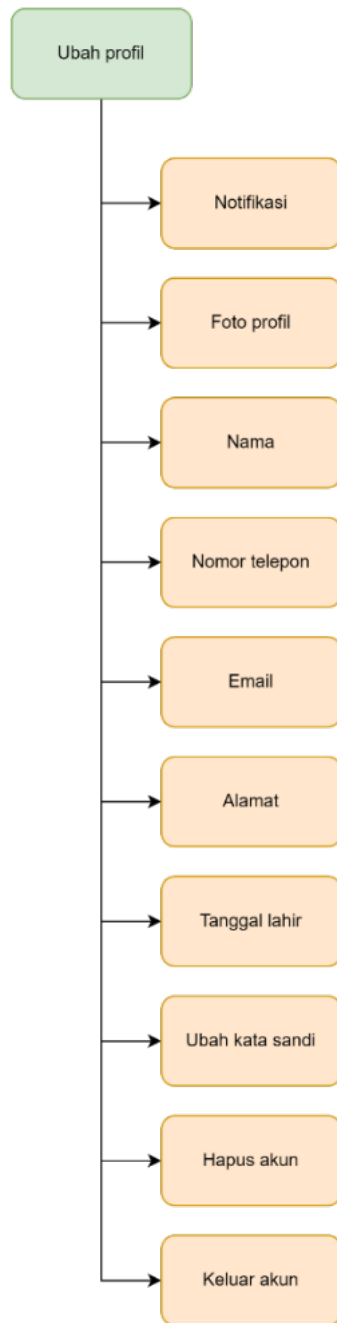 Ubah profil
Notifikasi
Foto profil
Nama
Nomor telepon
Email
Alamat
Tanggal lahir
Ubah kata sandi
Hapus akun
Keluar akun